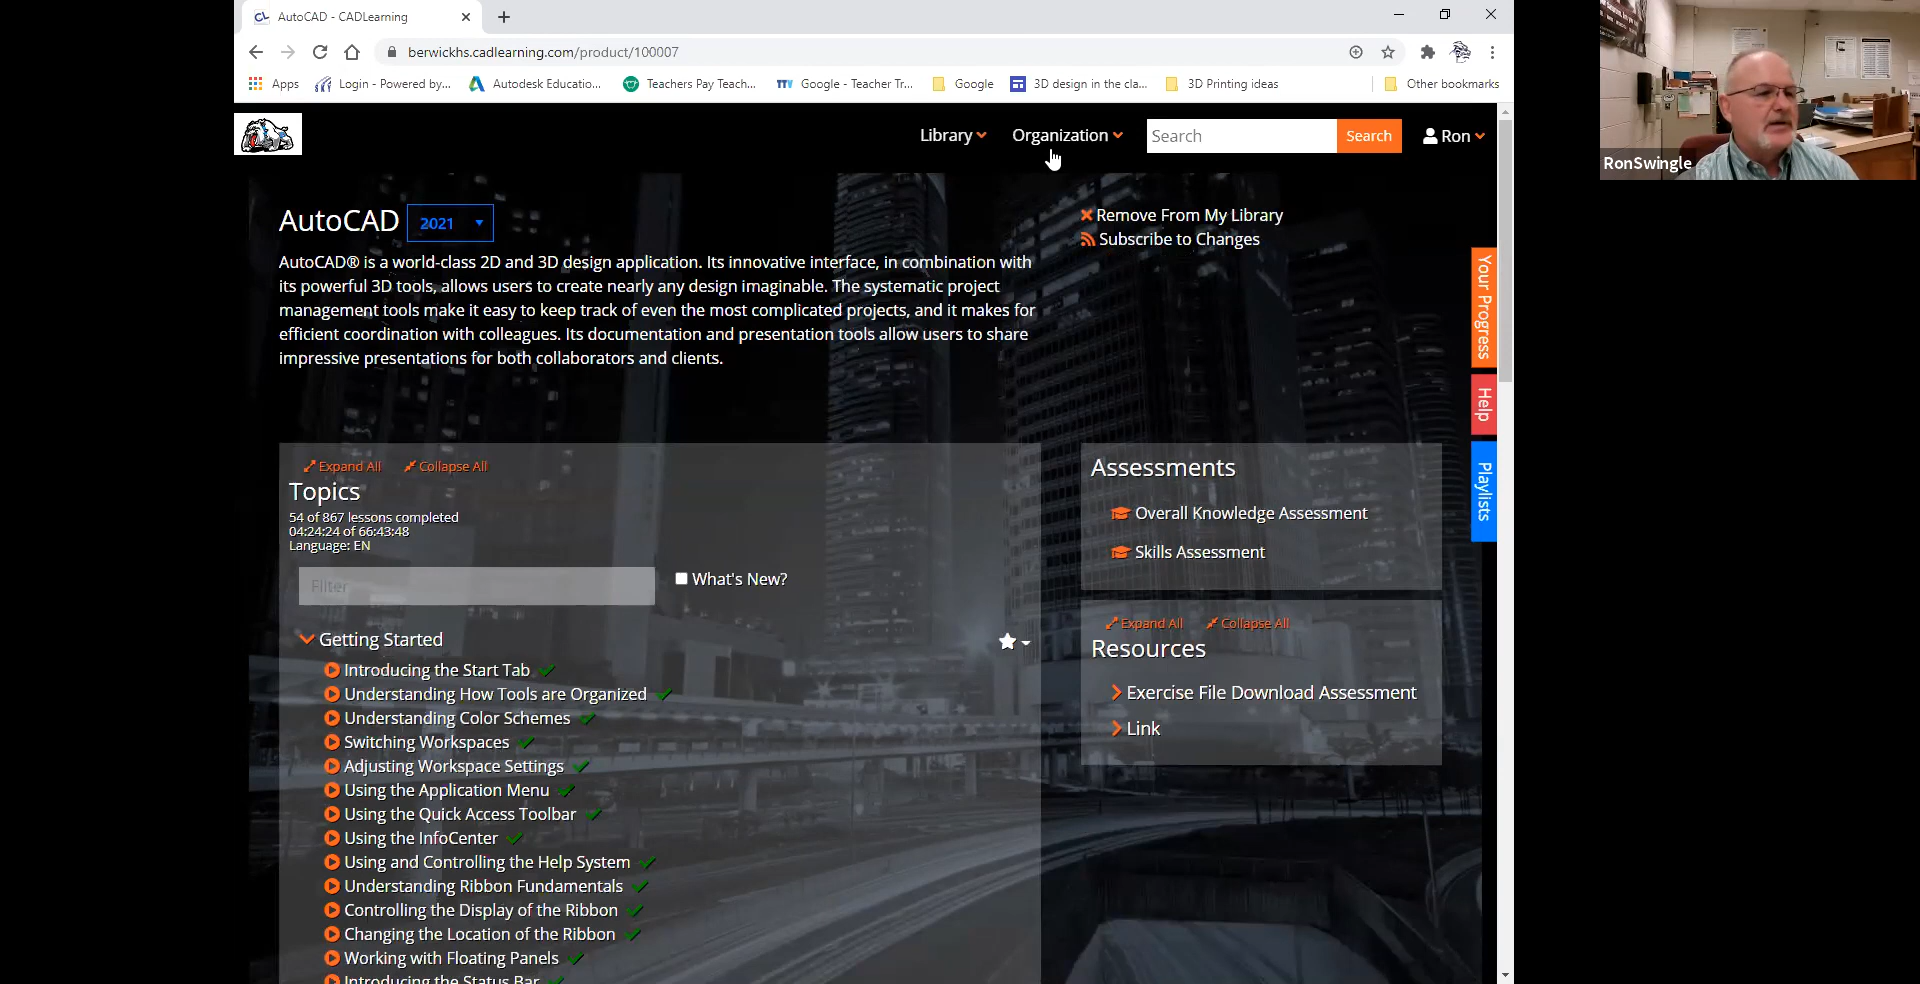 AutoCAD - CADLearning
berwickhs.cadlearning.com/product/100007
Apps
Login - Powered by...
Autodesk Educatio...
Teachers Pay Teach...
Google - Teacher Tr...
Google
3D design in the cla...
3D Printing ideas
Other bookmarks
Library
Organization
Search
Search
Ron
RonSwingle
AutoCAD
2021
Remove From My Library
Subscribe to Changes
AutoCAD® is a world-class 2D and 3D design application. Its innovative interface, in combination with
its powerful 3D tools, allows users to create nearly any design imaginable. The systematic project
management tools make it easy to keep track of even the most complicated projects, and it makes for
efficient coordination with colleagues. Its documentation and presentation tools allow users to share
impressive presentations for both collaborators and clients.
Your Progress
Help
Playlists
Expand All
Collapse All
Topics
54 of 867 lessons completed
04:24:24 of 66:43:48
Language: EN
Filter
What's New?
Getting Started
Introducing the Start Tab
Understanding How Tools are Organized
Understanding Color Schemes
Switching Workspaces
Adjusting Workspace Settings
Using the Application Menu
Using the Quick Access Toolbar
Using the InfoCenter
Using and Controlling the Help System
Understanding Ribbon Fundamentals
Controlling the Display of the Ribbon
Changing the Location of the Ribbon
Working with Floating Panels
Introducing the Status Bar
Assessments
Overall Knowledge Assessment
Skills Assessment
Expand All
Collapse All
Resources
Exercise File Download Assessment
Link